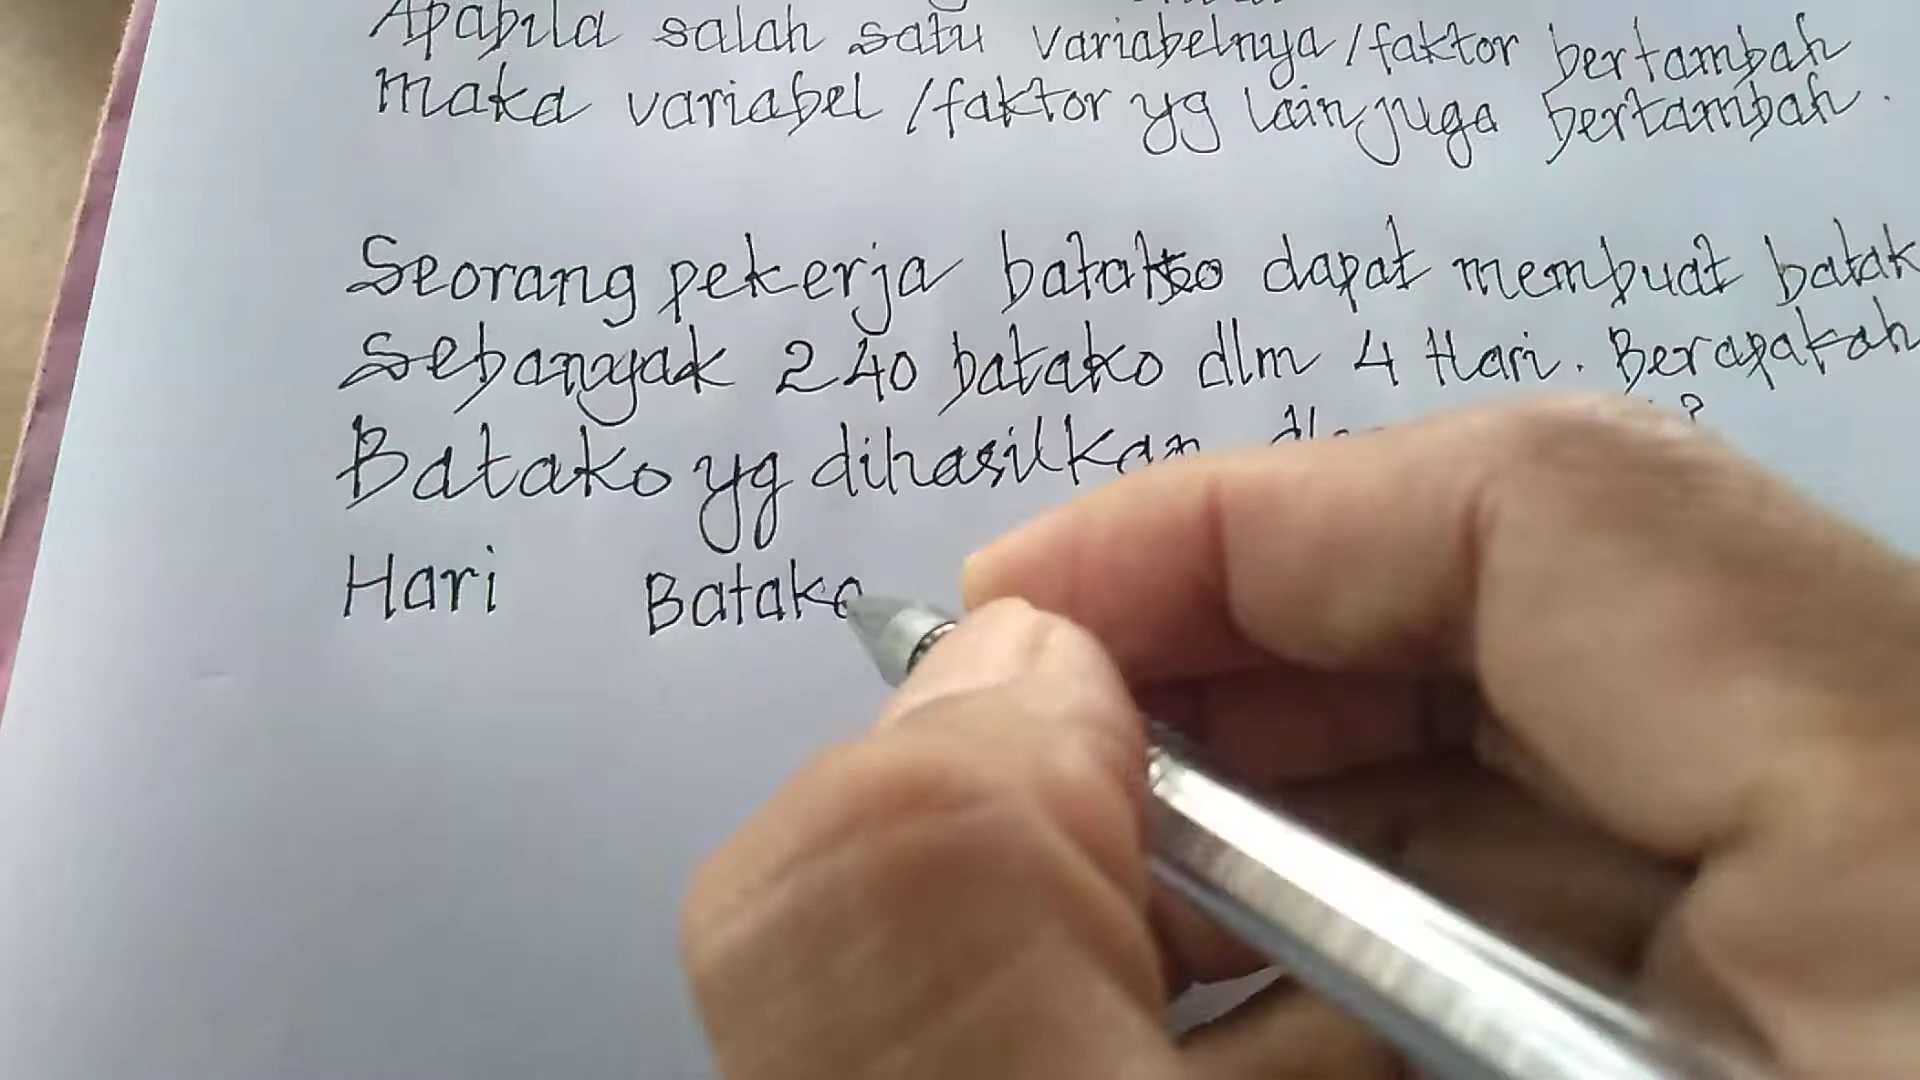 Apabila salah satu variabelnya/faktor bertambah
maka variabel/faktor yg lain juga bertambah.
Seorang pekerja batako dapat membuat batak
Sebanyak 240 batako dlm 4 Hari. Berapakah
Batako yg dihasilkan ?
Hari Batako